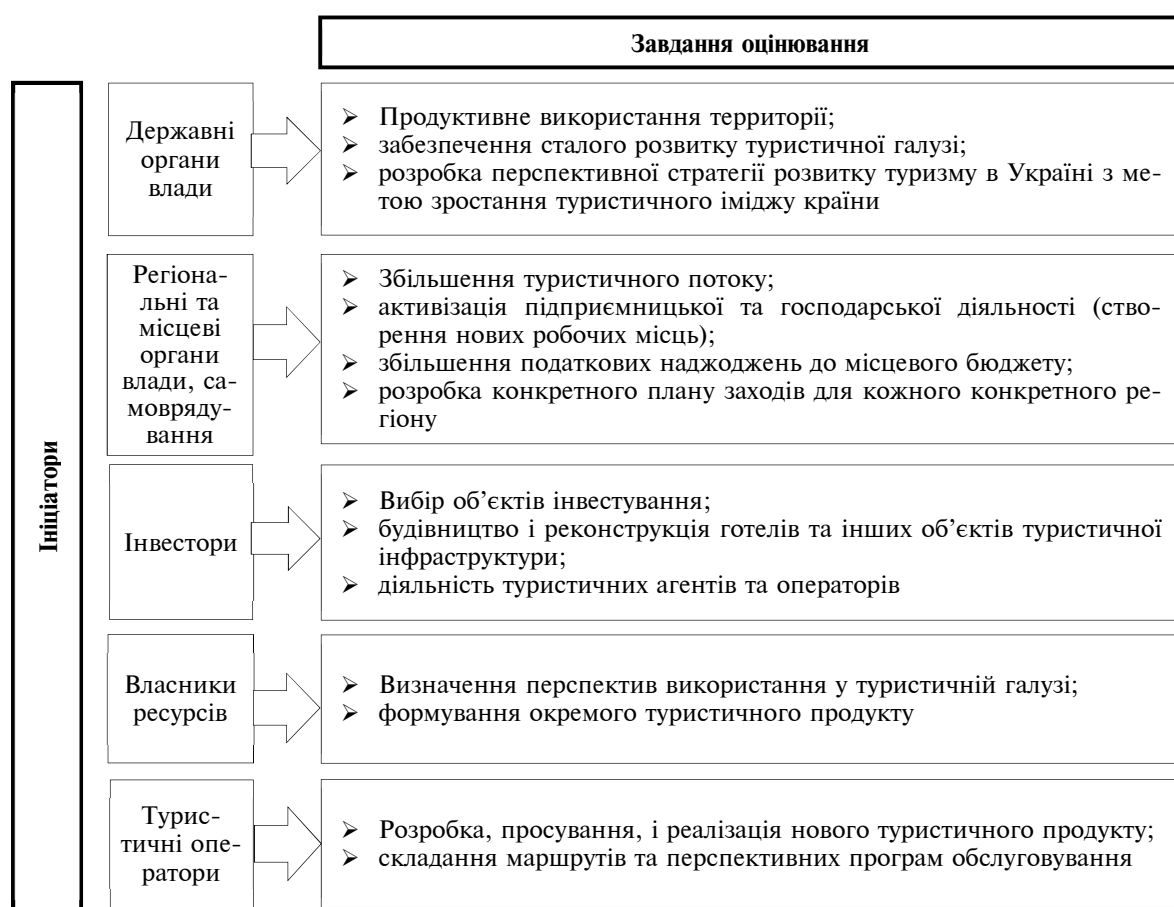 Завдання оцінювання
Ініціатори
Державні
органи
влади
➢ Продуктивне використання території;
➢ забезпечення сталого розвитку туристичної галузі;
➢ розробка перспективної стратегії розвитку туризму в Україні з ме-
тою зростання туристичного іміджу країни
Регіона-
льні та
місцеві
органи
влади, са-
мовряду-
вання
➢ Збільшення туристичного потоку;
➢ активізація підприємницької та господарської діяльності (ство-
рення нових робочих місць);
➢ збільшення податкових наджоджень до місцевого бюджету;
➢ розробка конкретного плану заходів для кожного конкретного ре-
гіону
Інвестори
➢ Вибір об’єктів інвестування;
➢ будівництво і реконструкція готелів та інших об’єктів туристичної
інфраструктури;
➢ діяльність туристичних агентів та операторів
Власники
ресурсів
➢ Визначення перспектив використання у туристичній галузі;
➢ формування окремого туристичного продукту
Турис-
тичні опе-
ратори
➢ Розробка, просування, і реалізація нового туристичного продукту;
➢ складання маршрутів та перспективних програм обслуговування